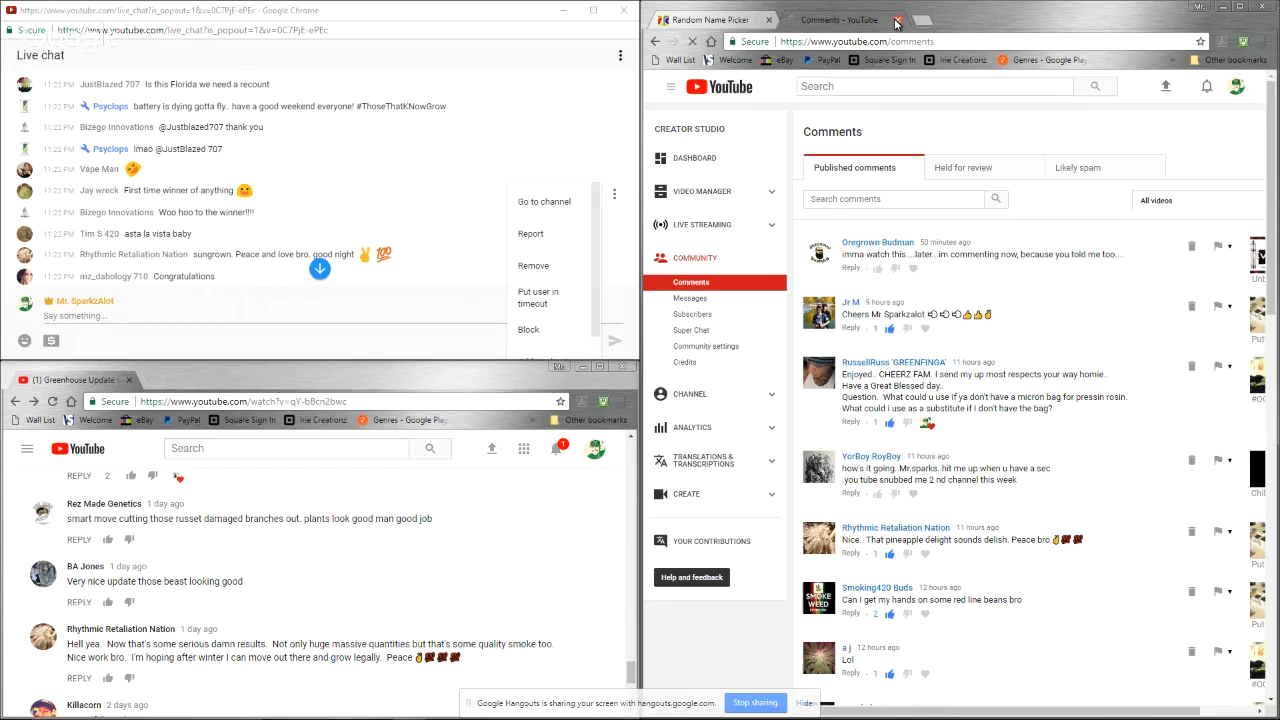 https://www.youtube.com/live_chat?is_popout=1&v=0C7PjE-ePEc - Google Chrome
Secure https://www.youtube.com/live_chat?is_popout=1&v=0C7PjE-ePEc
Live chat
11:22 PM JustBlazed 707 Is this Florida we need a recount
11:22 PM Psyclops battery is dying gotta fly.. have a good weekend everyone! #ThoseThatKNowGrow
11:22 PM Bizego Innovations @Justblazed707 thank you
11:22 PM Psyclops lmao @JustBlazed 707
11:22 PM Vape Man
11:22 PM Jay wreck First time winner of anything
11:22 PM Bizego Innovations Woo hoo to the winner!!!!
11:22 PM Tim S 420 asta la vista baby
11:22 PM Rhythmic Retaliation Nation sungrown. Peace and love bro. good night ✌💯
11:22 PM mz_dabology 710 Congratulations
Mr. SparkzAlot
Say something...
Go to channel
Report
Remove
Put user in
timeout
Block
(1) Greenhouse Update
Mr.
Secure https://www.youtube.com/watch?v=qY-bBcn2bwc
Wall List Welcome eBay PayPal Square Sign In Irie Creationz Genres - Google Play Other bookmarks
YouTube Search 1
REPLY 2
Rez Made Genetics 1 day ago
smart move cutting those russet damaged branches out. plants look good man good job
REPLY
BA Jones 1 day ago
Very nice update those beast looking good
REPLY
Rhythmic Retaliation Nation 1 day ago
Hell yea. Now that's some serious damn results. Not only huge massive quantities but that's some quality smoke too.
Nice work bro. I'm hoping after winter I can move out there and grow legally. Peace ✌💯💯💯
REPLY
Killacorn 2 days ago
Random Name Picker Comments - YouTube
Mr.
Secure https://www.youtube.com/comments
Wall List Welcome eBay PayPal Square Sign In Irie Creationz Genres - Google Play Other bookmarks
YouTube Search
CREATOR STUDIO
DASHBOARD
VIDEO MANAGER
LIVE STREAMING
COMMUNITY
Comments
Messages
Subscribers
Super Chat
Community settings
Credits
CHANNEL
ANALYTICS
TRANSLATIONS &
TRANSCRIPTIONS
CREATE
YOUR CONTRIBUTIONS
Help and feedback
Comments
Published comments Held for review Likely spam
Search comments All videos
Oregrown Budman 50 minutes ago
imma watch this....later...im commenting now, because you told me too....
Reply
Jr M 9 hours ago
Cheers Mr Sparkzalot
Reply 1
RussellRuss 'GREENFINGA' 11 hours ago
Enjoyed.. CHEERZ FAM. I send my up most respects your way homie..
Have a Great Blessed day..
Question. What could u use if ya don't have a micron bag for pressin rosin.
What could i use as a substitute if I don't have the bag?
Reply 1
YorBoy RoyBoy 11 hours ago
how's it going..Mr.sparks..hit me up when u have a sec
.you tube snubbed me 2 nd channel this week
Reply
Rhythmic Retaliation Nation 11 hours ago
Nice. That pineapple delight sounds delish. Peace bro ✌💯💯
Reply 1
Smoking420 Buds 12 hours ago
Can I get my hands on some red line beans bro
Reply 2
a j 12 hours ago
Lol
Reply 1
SMOKE
WEED
Unb
Put
#OC
Chil
Put
Put
#OC
Google Hangouts is sharing your screen with hangouts.google.com. Stop sharing Hide